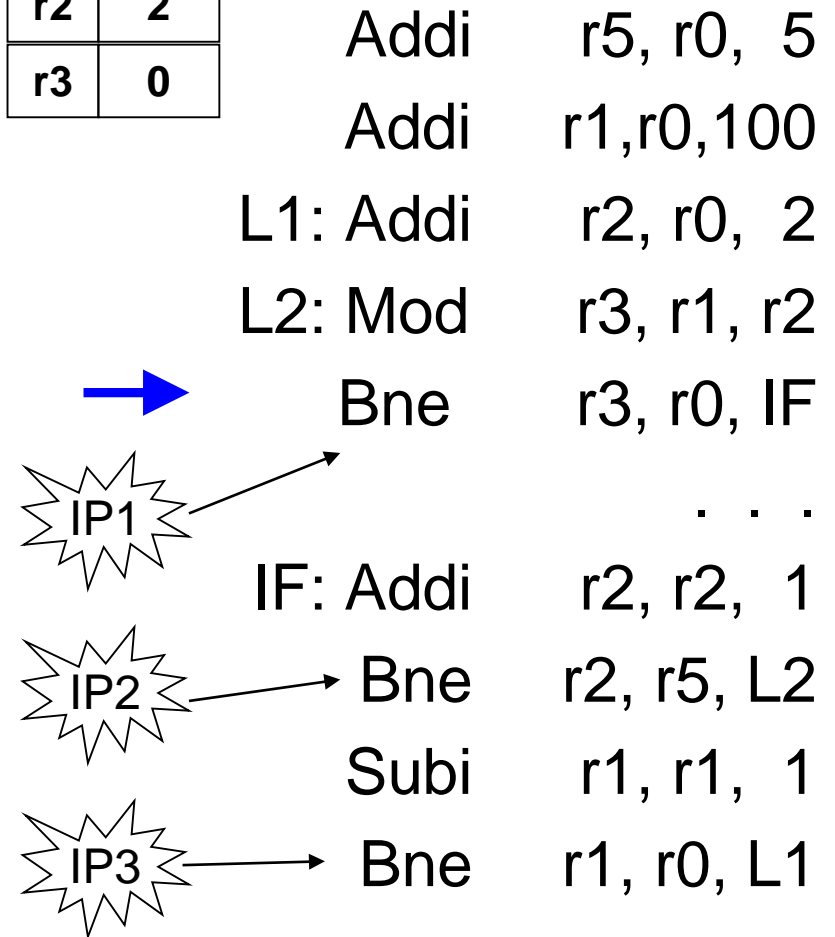 r2 2
r3 0
Addi r5, r0, 5
Addi r1,r0,100
L1: Addi r2, r0, 2
L2: Mod r3, r1, r2
Bne r3, r0, IF
IP1
. . .
IF: Addi r2, r2, 1
IP2
Bne r2, r5, L2
Subi r1, r1, 1
IP3
Bne r1, r0, L1